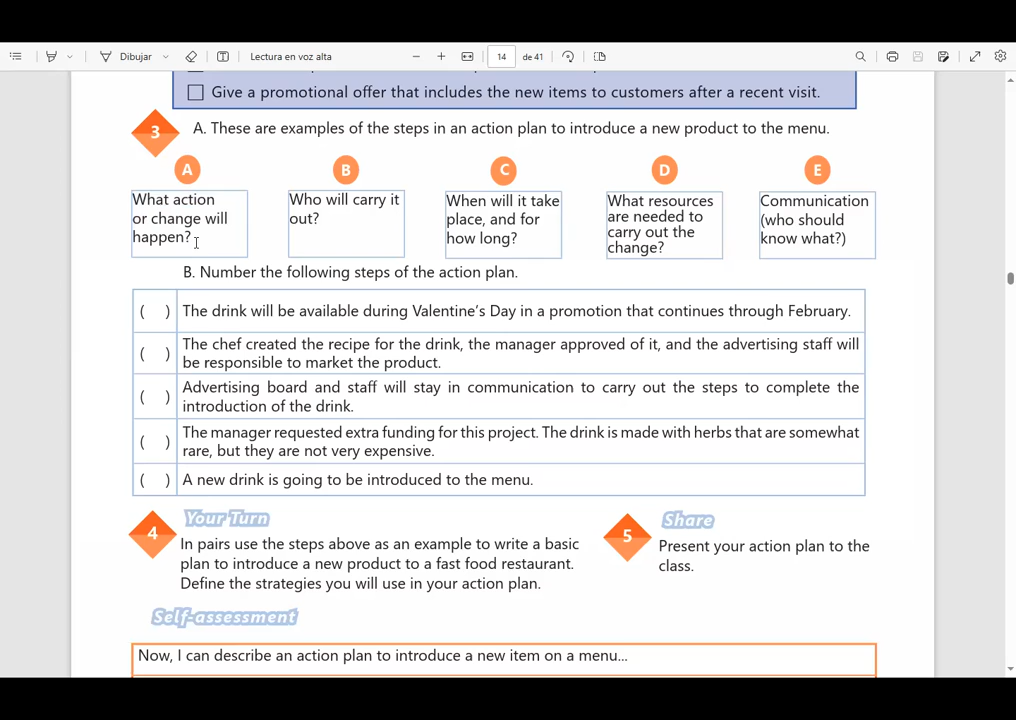 Dibujar
Lectura en voz alta
14
de 41
Give a promotional offer that includes the new items to customers after a recent visit.
3
A. These are examples of the steps in an action plan to introduce a new product to the menu.
A
What action
or change will
happen?
B
Who will carry it
out?
C
When will it take
place, and for
how long?
D
What resources
are needed to
carry out the
change?
E
Communication
(who should
know what?)
B. Number the following steps of the action plan.
( ) The drink will be available during Valentine's Day in a promotion that continues through February.
( ) The chef created the recipe for the drink, the manager approved of it, and the advertising staff will
be responsible to market the product.
( ) Advertising board and staff will stay in communication to carry out the steps to complete the
introduction of the drink.
( ) The manager requested extra funding for this project. The drink is made with herbs that are somewhat
rare, but they are not very expensive.
( ) A new drink is going to be introduced to the menu.
4
Your Turn
In pairs use the steps above as an example to write a basic
plan to introduce a new product to a fast food restaurant.
Define the strategies you will use in your action plan.
5
Share
Present your action plan to the
class.
Self-assessment
Now, I can describe an action plan to introduce a new item on a menu...